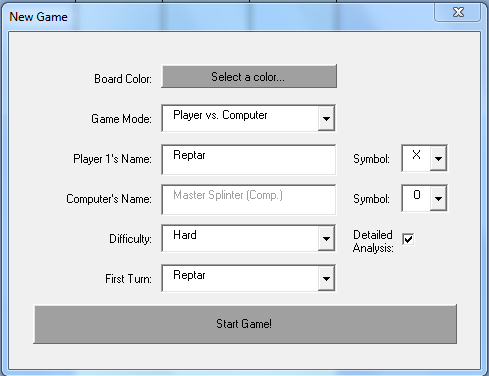 New Game
Board Color: Select a color...
Game Mode: Player vs. Computer
Player 1's Name: Reptar Symbol: X
Computer's Name: Master Splinter (Comp.) Symbol: O
Difficulty: Hard Detailed
Analysis:
First Turn: Reptar
Start Game!